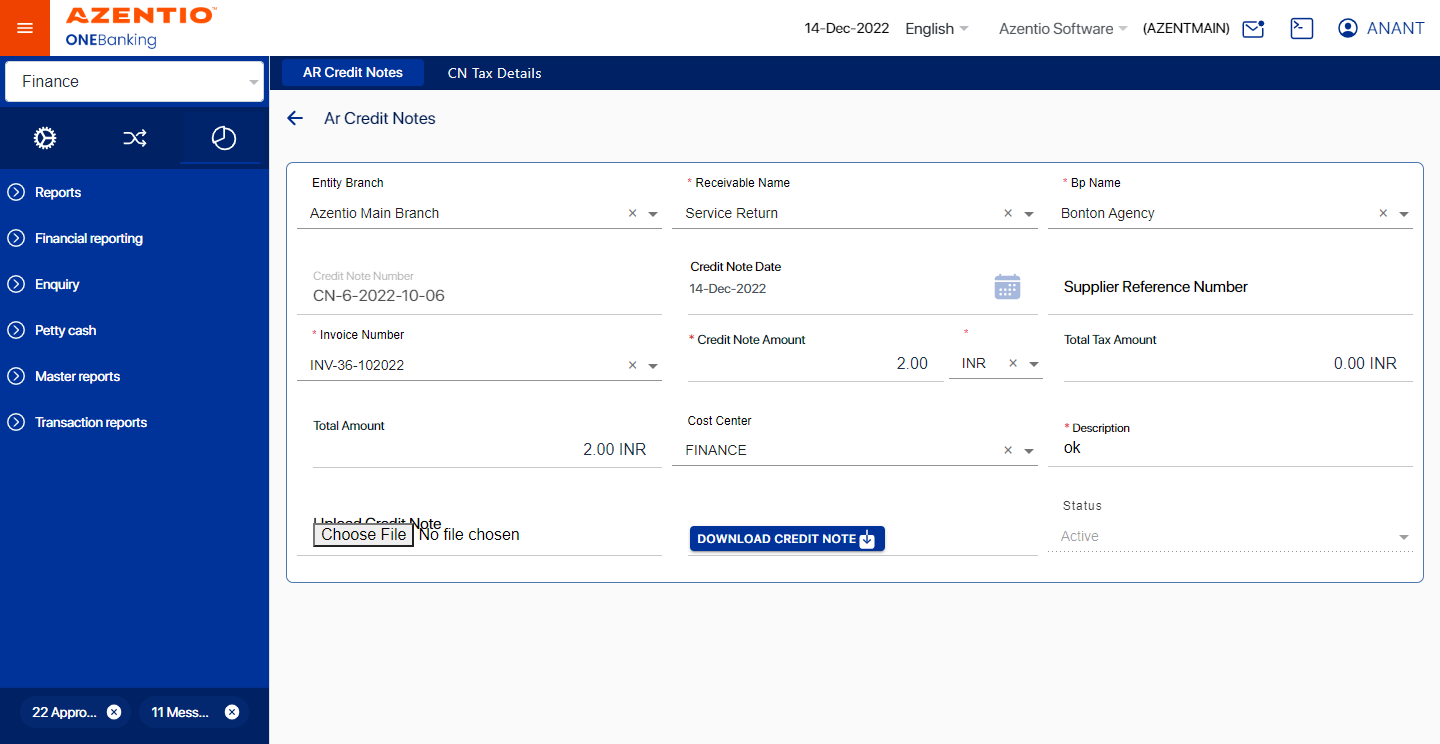 AZENTIO™
ONEBanking
14-Dec-2022 English Azentio Software (AZENTMAIN) ANANT
Finance
AR Credit Notes CN Tax Details
Ar Credit Notes
Reports
Financial reporting
Enquiry
Petty cash
Master reports
Transaction reports
Entity Branch * Receivable Name * Bp Name
Azentio Main Branch × Service Return × Bonton Agency ×
Credit Note Number Credit Note Date
CN-6-2022-10-06 14-Dec-2022 Supplier Reference Number
* Invoice Number * Credit Note Amount * Total Tax Amount
INV-36-102022 × 2.00 INR × 0.00 INR
Total Amount Cost Center * Description
2.00 INR FINANCE × ok
Upload Credit Note Status
Choose File No file chosen DOWNLOAD CREDIT NOTE Active
22 Appro... 11 Mess...